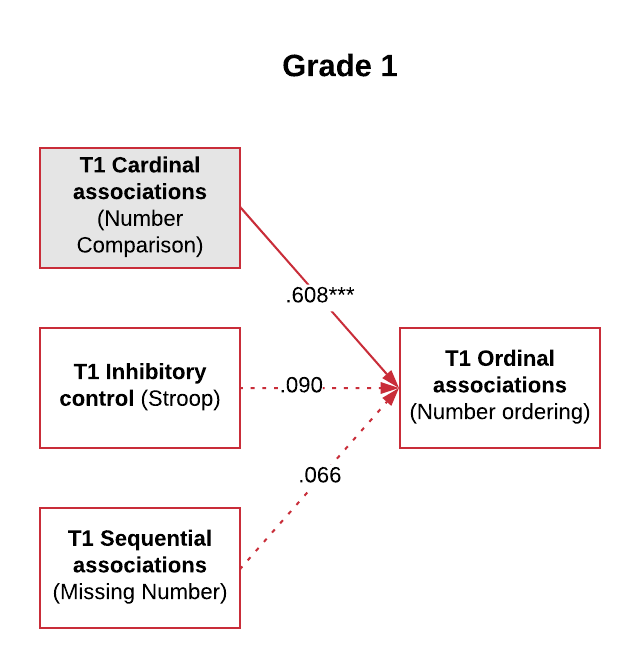 Grade 1
T1 Cardinal
associations
(Number
Comparison)
.608***
T1 Inhibitory
control (Stroop)
.090
T1 Ordinal
associations
(Number ordering)
.066
T1 Sequential
associations
(Missing Number)